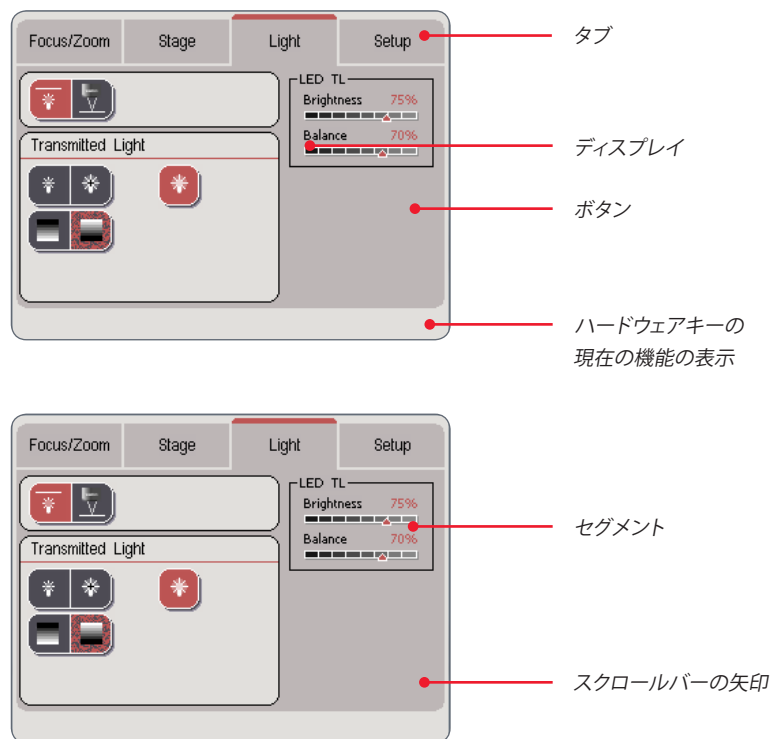 Focus/Zoom Stage Light Setup
タブ
LED TL
Brightness 75%
Balance 70%
Transmitted Light
ディスプレイ
ボタン
ハードウェアキーの
現在の機能の表示
Focus/Zoom Stage Light Setup
LED TL
Brightness 75%
Balance 70%
Transmitted Light
セグメント
スクロールバーの矢印